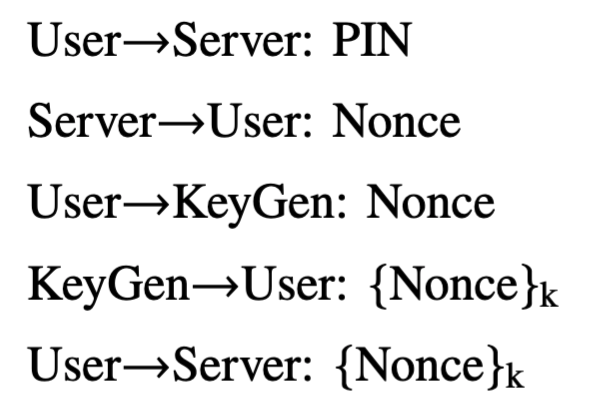 User→Server: PIN
Server→User: Nonce
User→KeyGen: Nonce
KeyGen→User: {Nonce}k
User→Server: {Nonce}k